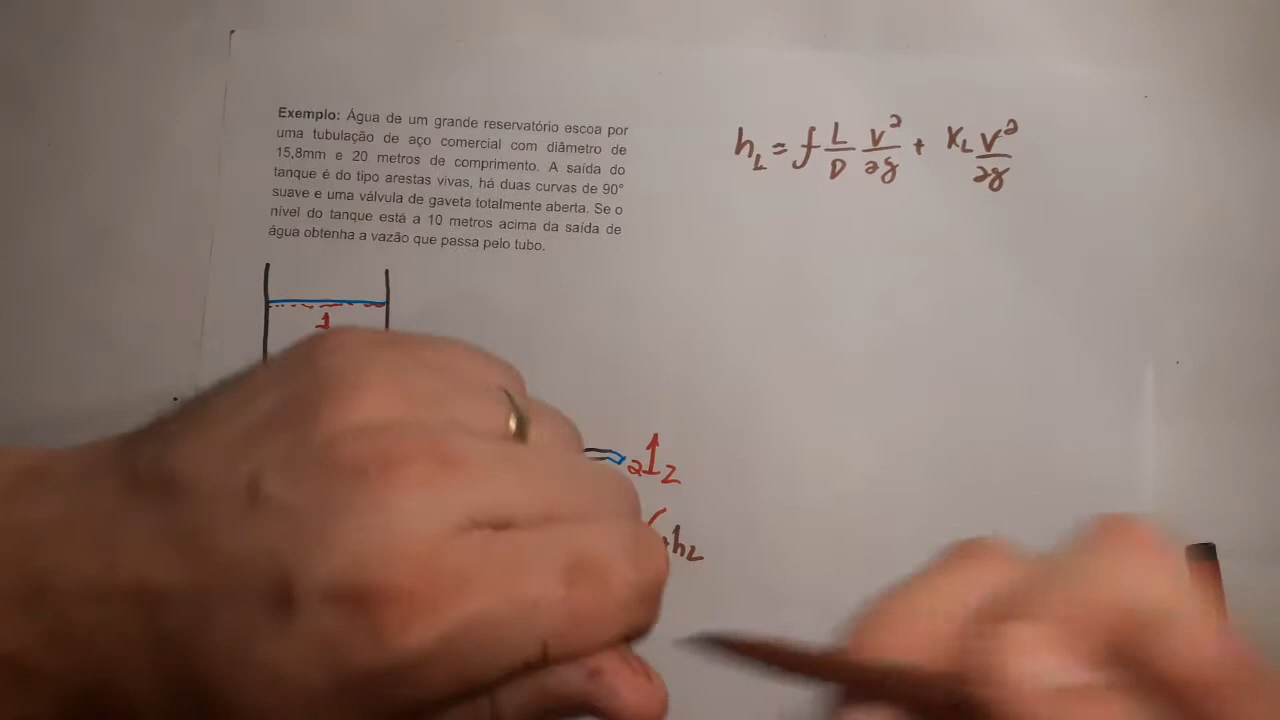 Exemplo: Água de um grande reservatório escoa por
uma tubulação de aço comercial com diâmetro de
15,8mm e 20 metros de comprimento. A saída do
tanque é do tipo arestas vivas, há duas curvas de 90°
suave e uma válvula de gaveta totalmente aberta. Se o
nível do tanque está a 10 metros acima da saída de
água obtenha a vazão que passa pelo tubo.
h_L = f L/D V²/2g + K_L V²/2g
1
2 z
+h_L